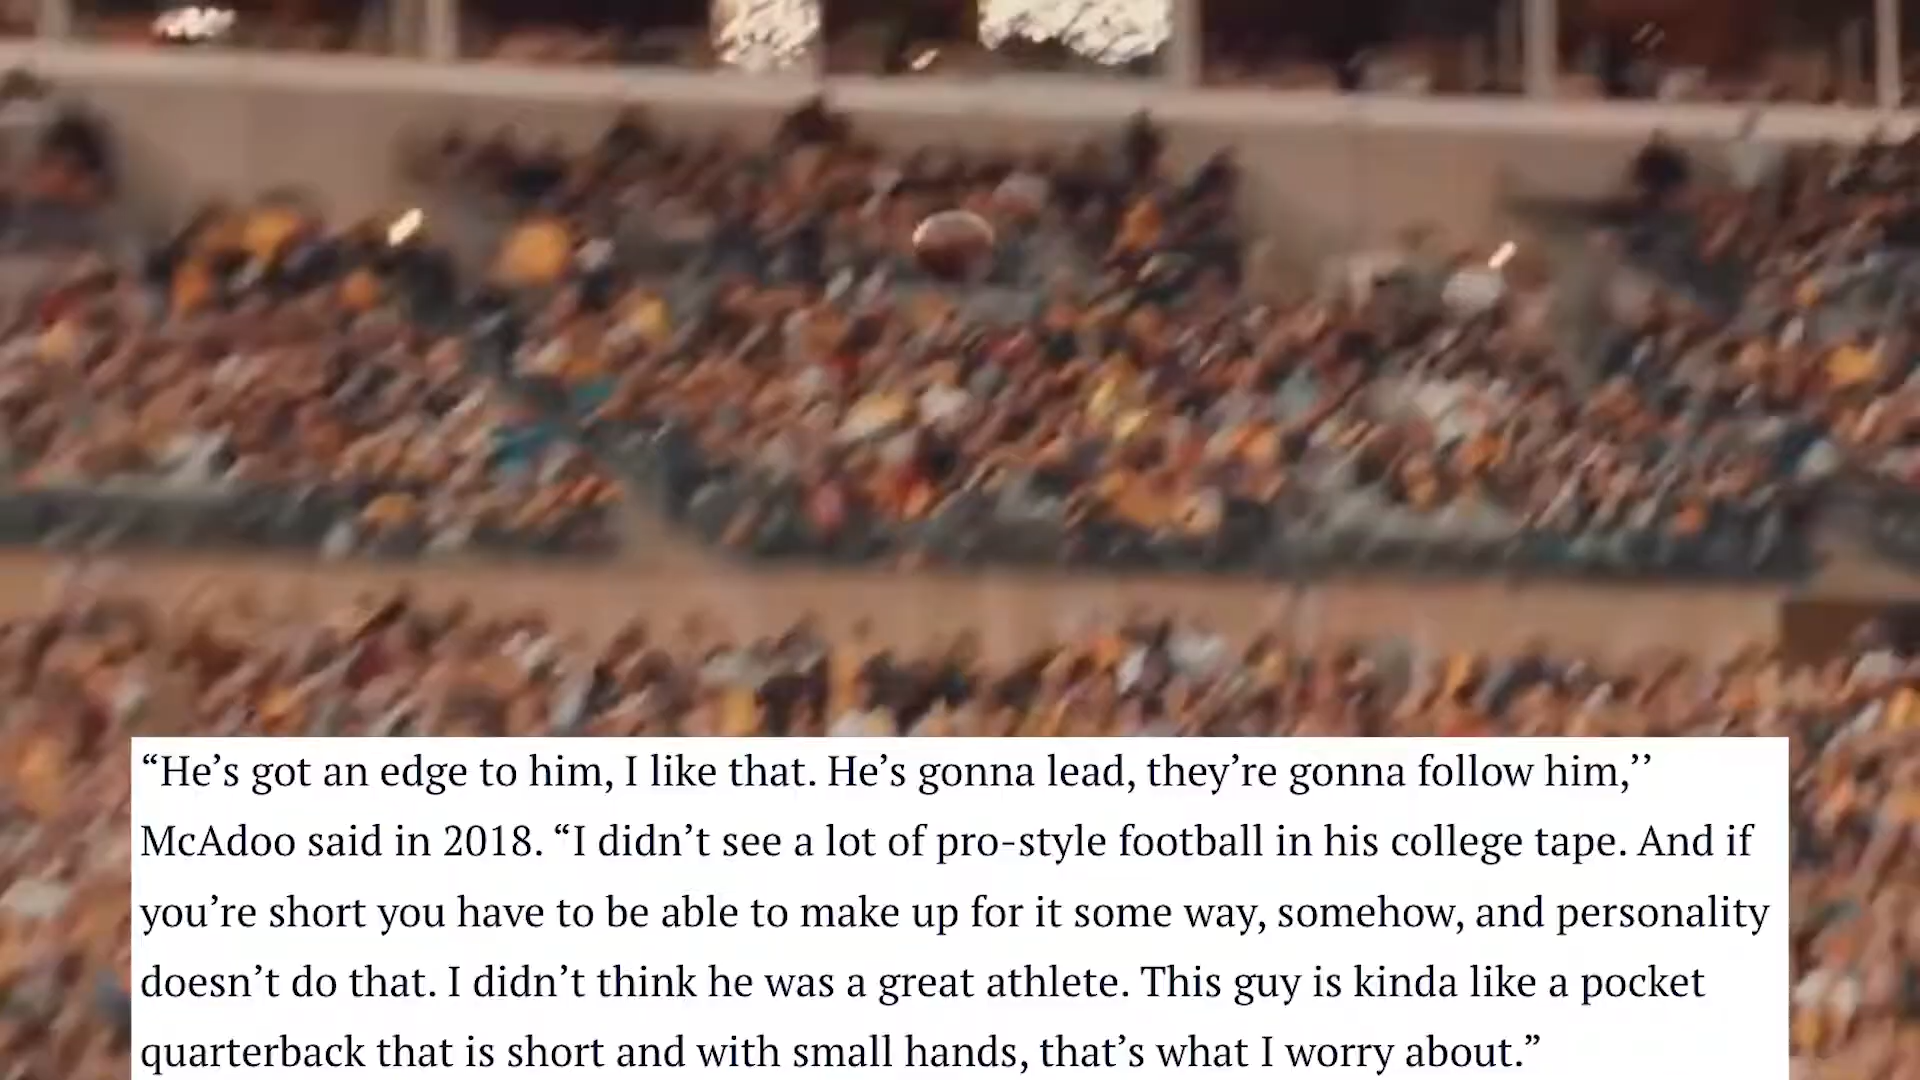 “He’s got an edge to him, I like that. He’s gonna lead, they’re gonna follow him,’’
McAdoo said in 2018. “I didn’t see a lot of pro-style football in his college tape. And if
you’re short you have to be able to make up for it some way, somehow, and personality
doesn’t do that. I didn’t think he was a great athlete. This guy is kinda like a pocket
quarterback that is short and with small hands, that’s what I worry about.”